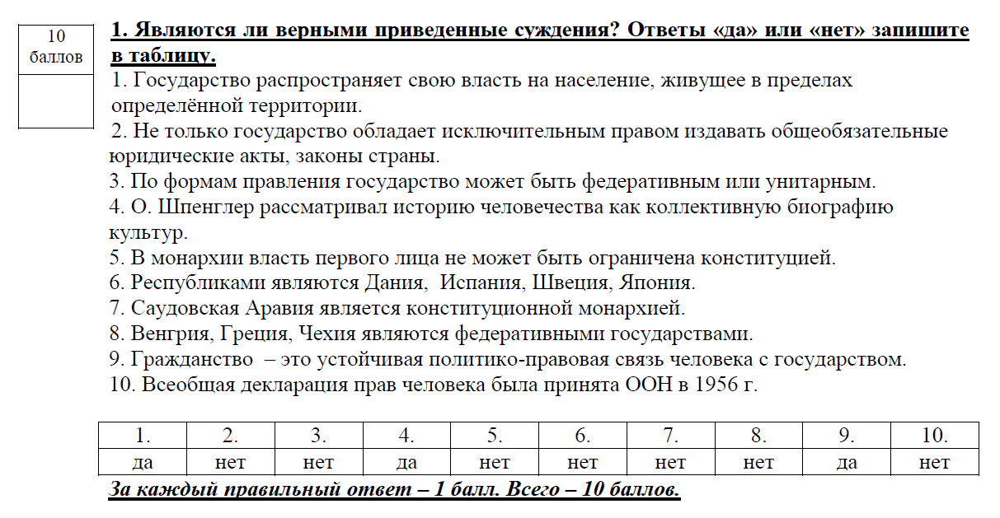 10
баллов
1. Являются ли верными приведенные суждения? Ответы «да» или «нет» запишите
в таблицу.
1. Государство распространяет свою власть на население, живущее в пределах
определённой территории.
2. Не только государство обладает исключительным правом издавать общеобязательные
юридические акты, законы страны.
3. По формам правления государство может быть федеративным или унитарным.
4. О. Шпенглер рассматривал историю человечества как коллективную биографию
культур.
5. В монархии власть первого лица не может быть ограничена конституцией.
6. Республиками являются Дания, Испания, Швеция, Япония.
7. Саудовская Аравия является конституционной монархией.
8. Венгрия, Греция, Чехия являются федеративными государствами.
9. Гражданство – это устойчивая политико-правовая связь человека с государством.
10. Всеобщая декларация прав человека была принята ООН в 1956 г.
1. 2. 3. 4. 5. 6. 7. 8. 9. 10.
да нет нет да нет нет нет нет да нет
За каждый правильный ответ – 1 балл. Всего – 10 баллов.